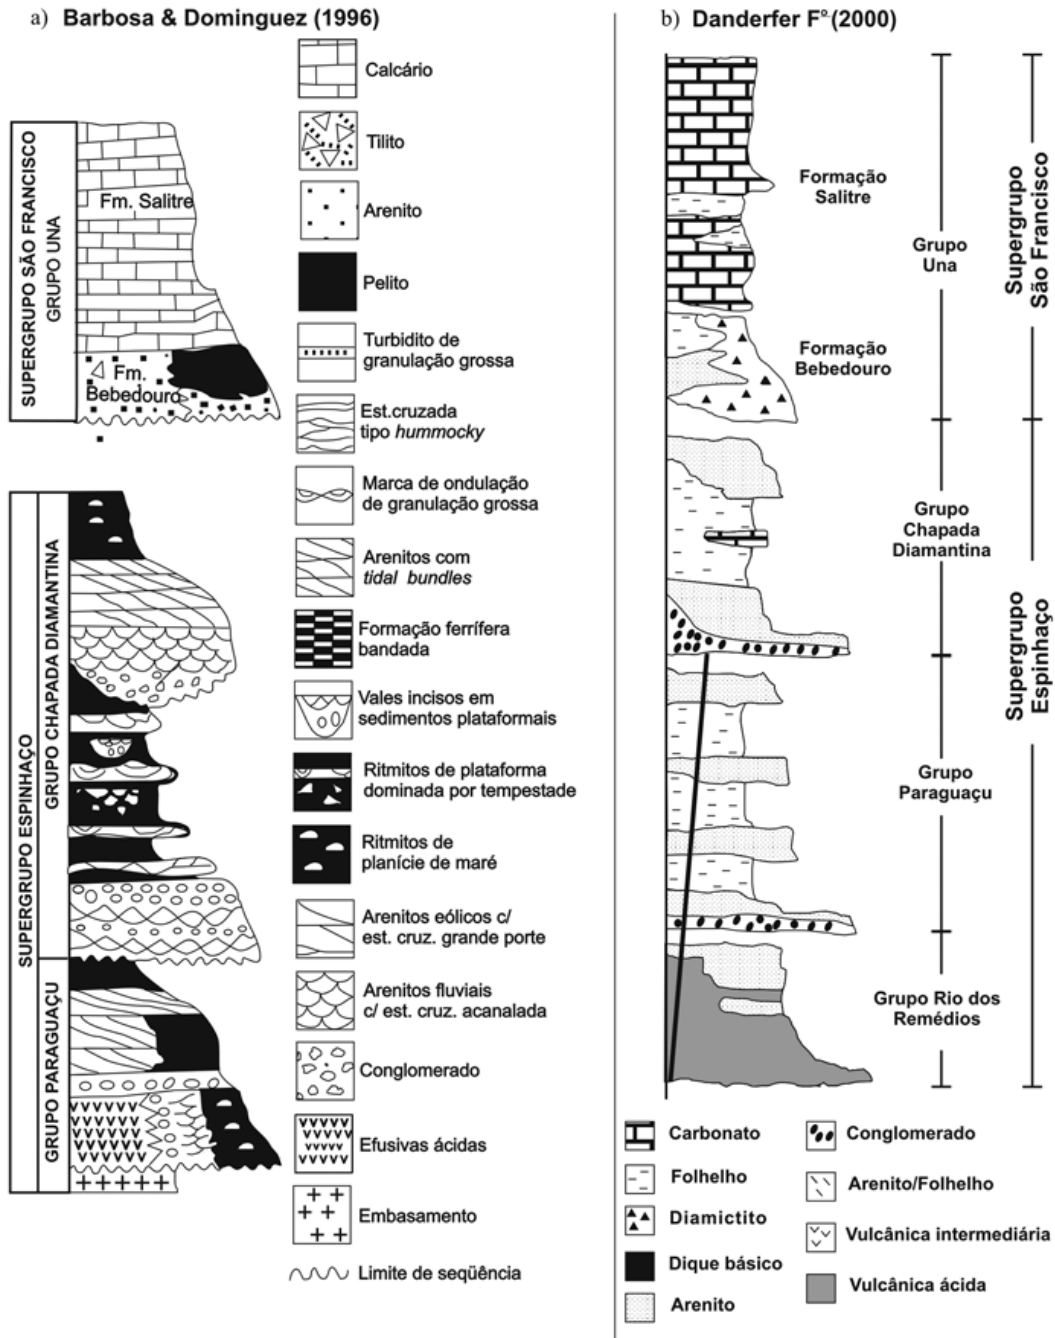 a) Barbosa & Dominguez (1996)
SUPERGRUPO SÃO FRANCISCO
GRUPO UNA
Fm. Salitre
Fm.
Bebedouro
SUPERGRUPO ESPINHAÇO
GRUPO CHAPADA DIAMANTINA
GRUPO PARAGUAÇU
Calcário
Tilito
Arenito
Pelito
Turbidito de
granulação grossa
Est.cruzada
tipo hummocky
Marca de ondulação
de granulação grossa
Arenitos com
tidal bundles
Formação ferrífera
bandada
Vales incisos em
sedimentos plataformais
Ritmitos de plataforma
dominada por tempestade
Ritmitos de
planície de maré
Arenitos eólicos c/
est. cruz. grande porte
Arenitos fluviais
c/ est. cruz. acanalada
Conglomerado
Efusivas ácidas
Embasamento
Limite de seqüência
b) Danderfer Fº (2000)
Formação
Salitre
Formação
Bebedouro
Grupo
Una
Grupo
Chapada
Diamantina
Grupo
Paraguaçu
Grupo Rio dos
Remédios
Supergrupo
São Francisco
Supergrupo
Espinhaço
Carbonato
Folhelho
Diamictito
Dique básico
Arenito
Conglomerado
Arenito/Folhelho
Vulcânica intermediária
Vulcânica ácida